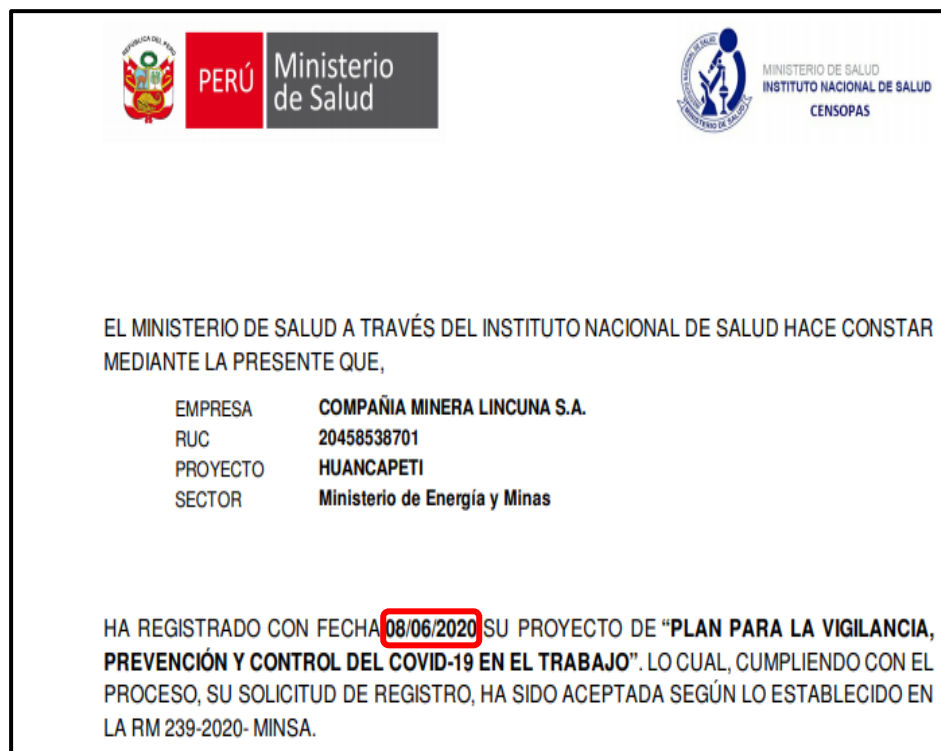 REPÚBLICA DEL PERÚ
PERÚ
Ministerio
de Salud
MINISTERIO DE SALUD
INSTITUTO NACIONAL DE SALUD
CENSOPAS
EL MINISTERIO DE SALUD A TRAVÉS DEL INSTITUTO NACIONAL DE SALUD HACE CONSTAR
MEDIANTE LA PRESENTE QUE,
EMPRESA COMPAÑIA MINERA LINCUNA S.A.
RUC 20458538701
PROYECTO HUANCAPETI
SECTOR Ministerio de Energía y Minas
HA REGISTRADO CON FECHA 08/06/2020 SU PROYECTO DE “PLAN PARA LA VIGILANCIA,
PREVENCIÓN Y CONTROL DEL COVID-19 EN EL TRABAJO”. LO CUAL, CUMPLIENDO CON EL
PROCESO, SU SOLICITUD DE REGISTRO, HA SIDO ACEPTADA SEGÚN LO ESTABLECIDO EN
LA RM 239-2020- MINSA.